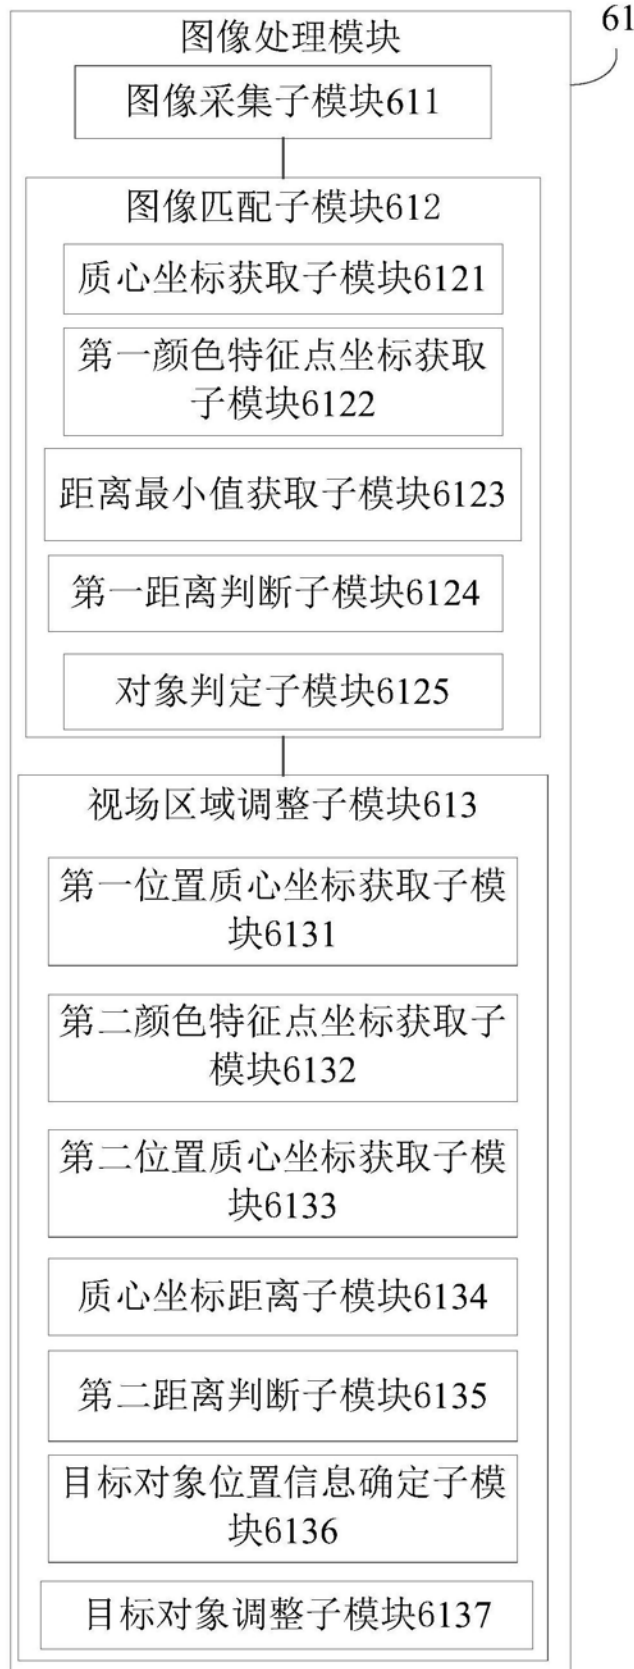 61
图像处理模块
图像采集子模块611
图像匹配子模块612
质心坐标获取子模块6121
第一颜色特征点坐标获取
子模块6122
距离最小值获取子模块6123
第一距离判断子模块6124
对象判定子模块6125
视场区域调整子模块613
第一位置质心坐标获取子模
块6131
第二颜色特征点坐标获取子
模块6132
第二位置质心坐标获取子模
块6133
质心坐标距离子模块6134
第二距离判断子模块6135
目标对象位置信息确定子模
块6136
目标对象调整子模块6137